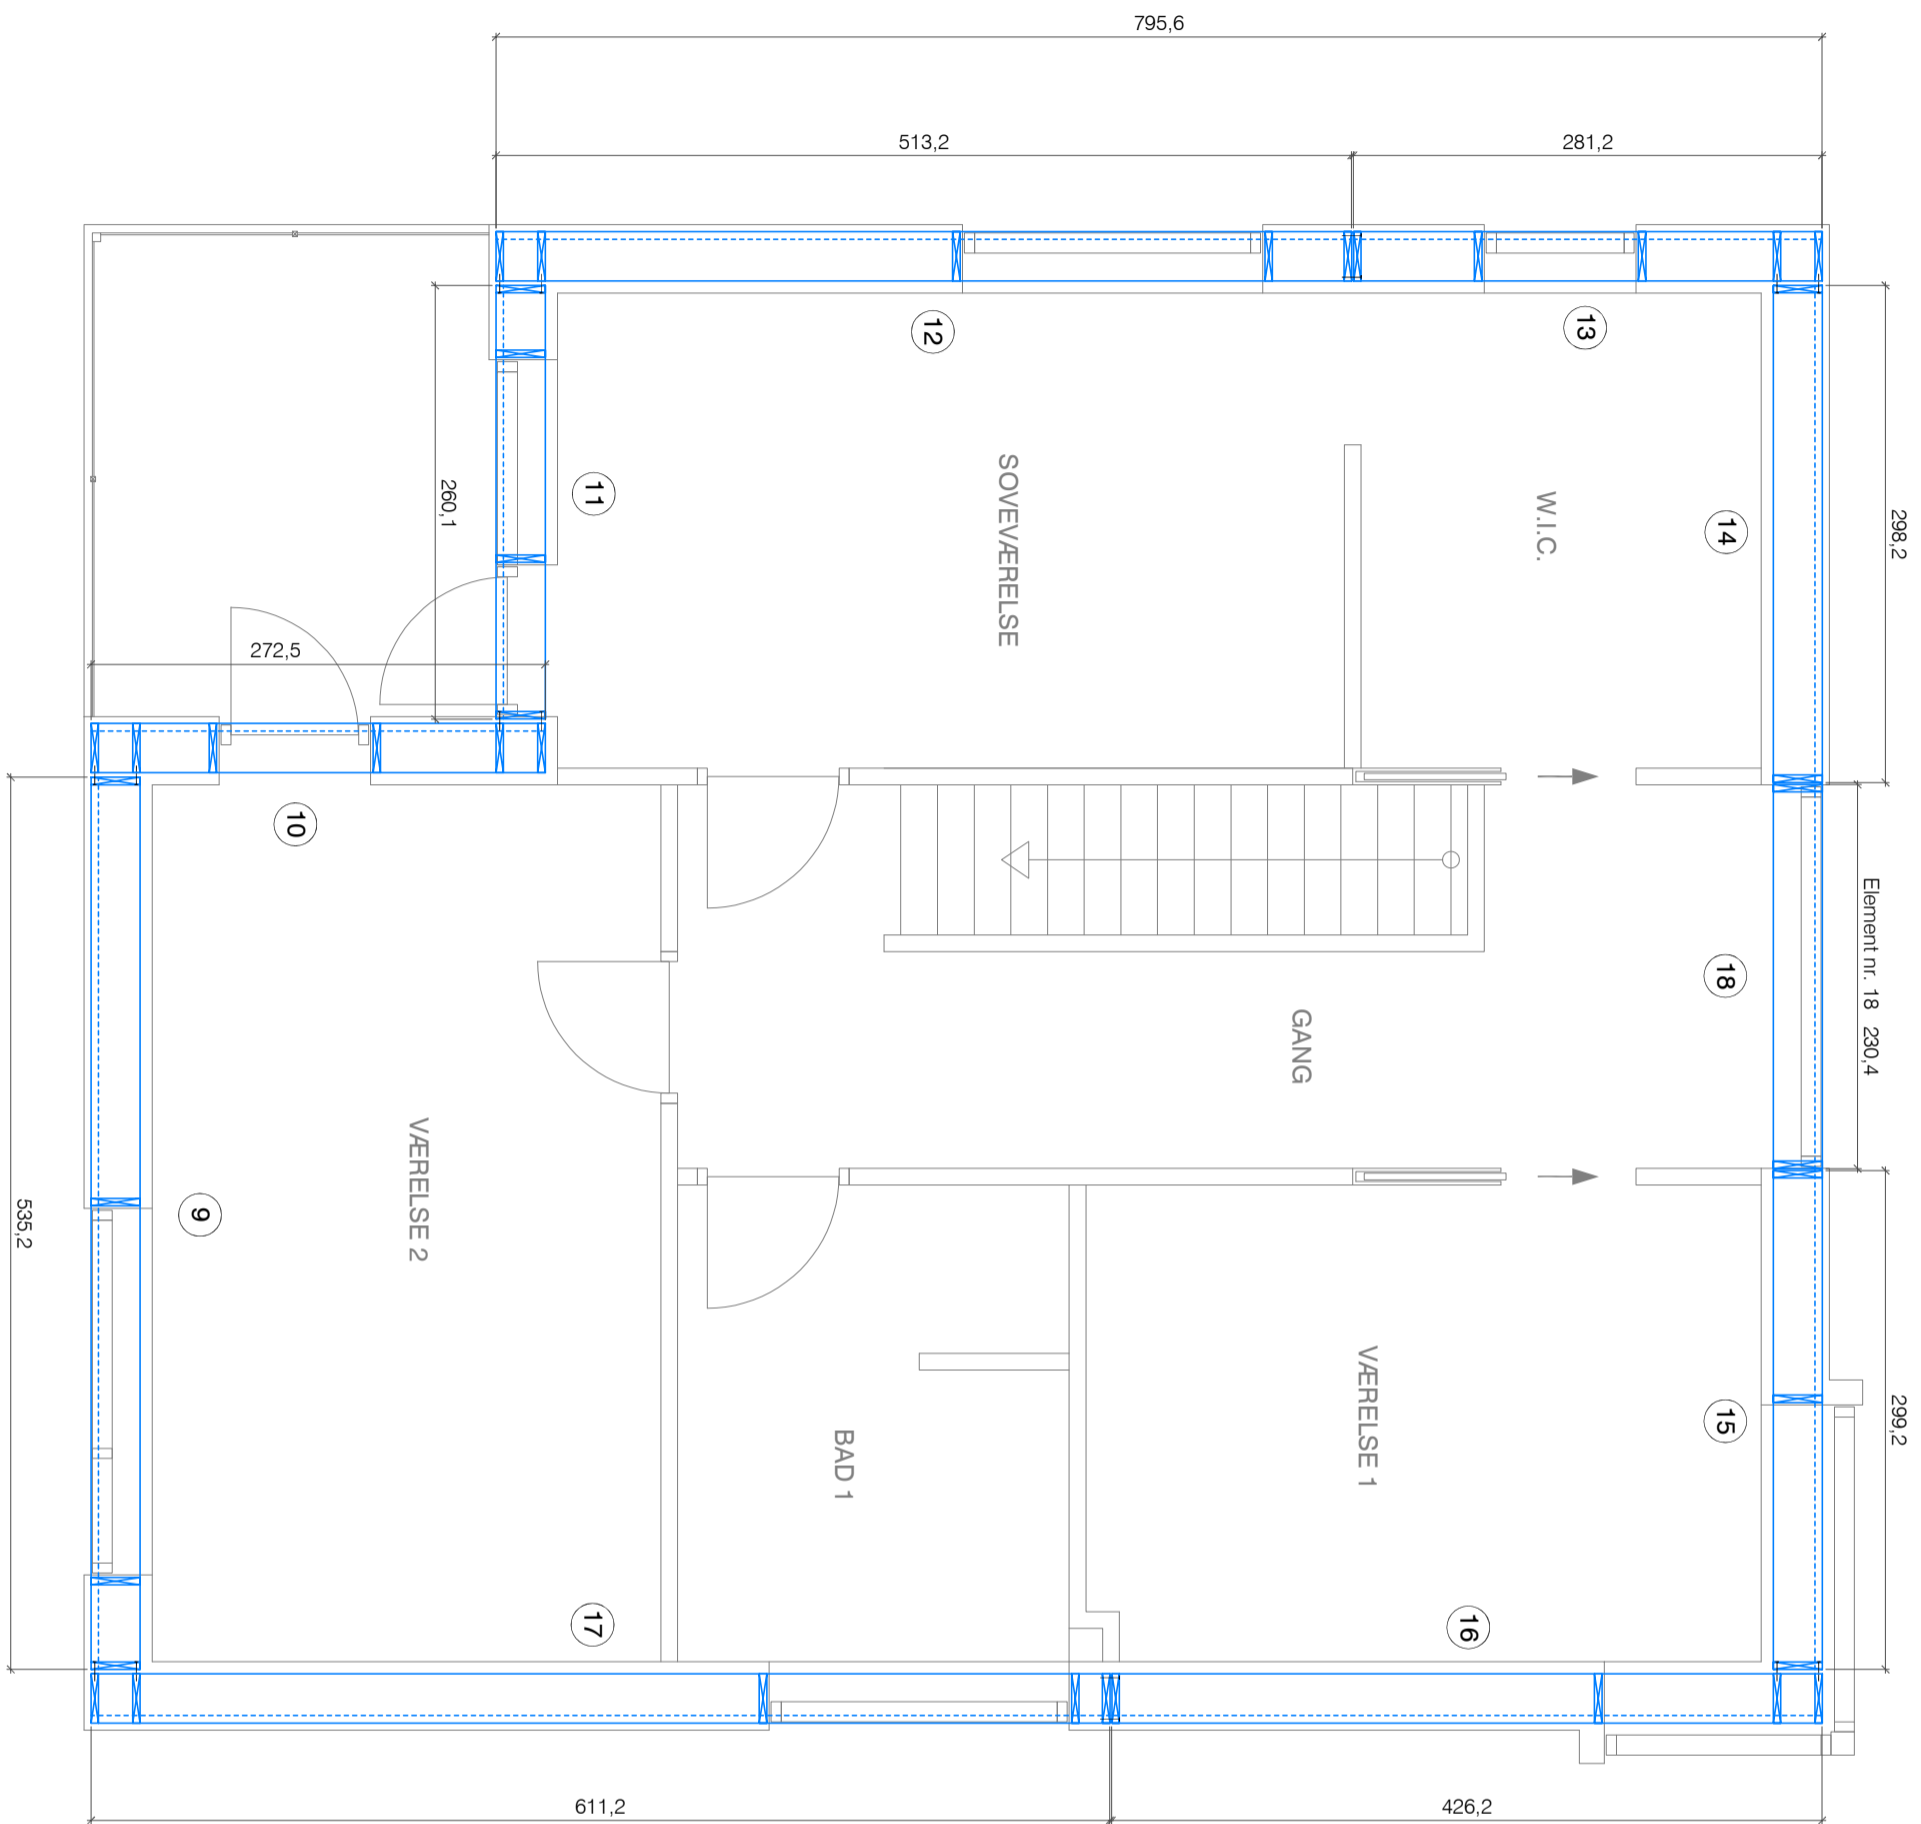 795,6
513,2
281,2
12
13
11
SOVEVÆRELSE
W.I.C.
14
298,2
260,1
272,5
10
18
Element nr. 18 230,4
GANG
9
VÆRELSE 2
535,2
VÆRELSE 1
15
299,2
BAD 1
17
16
611,2
426,2